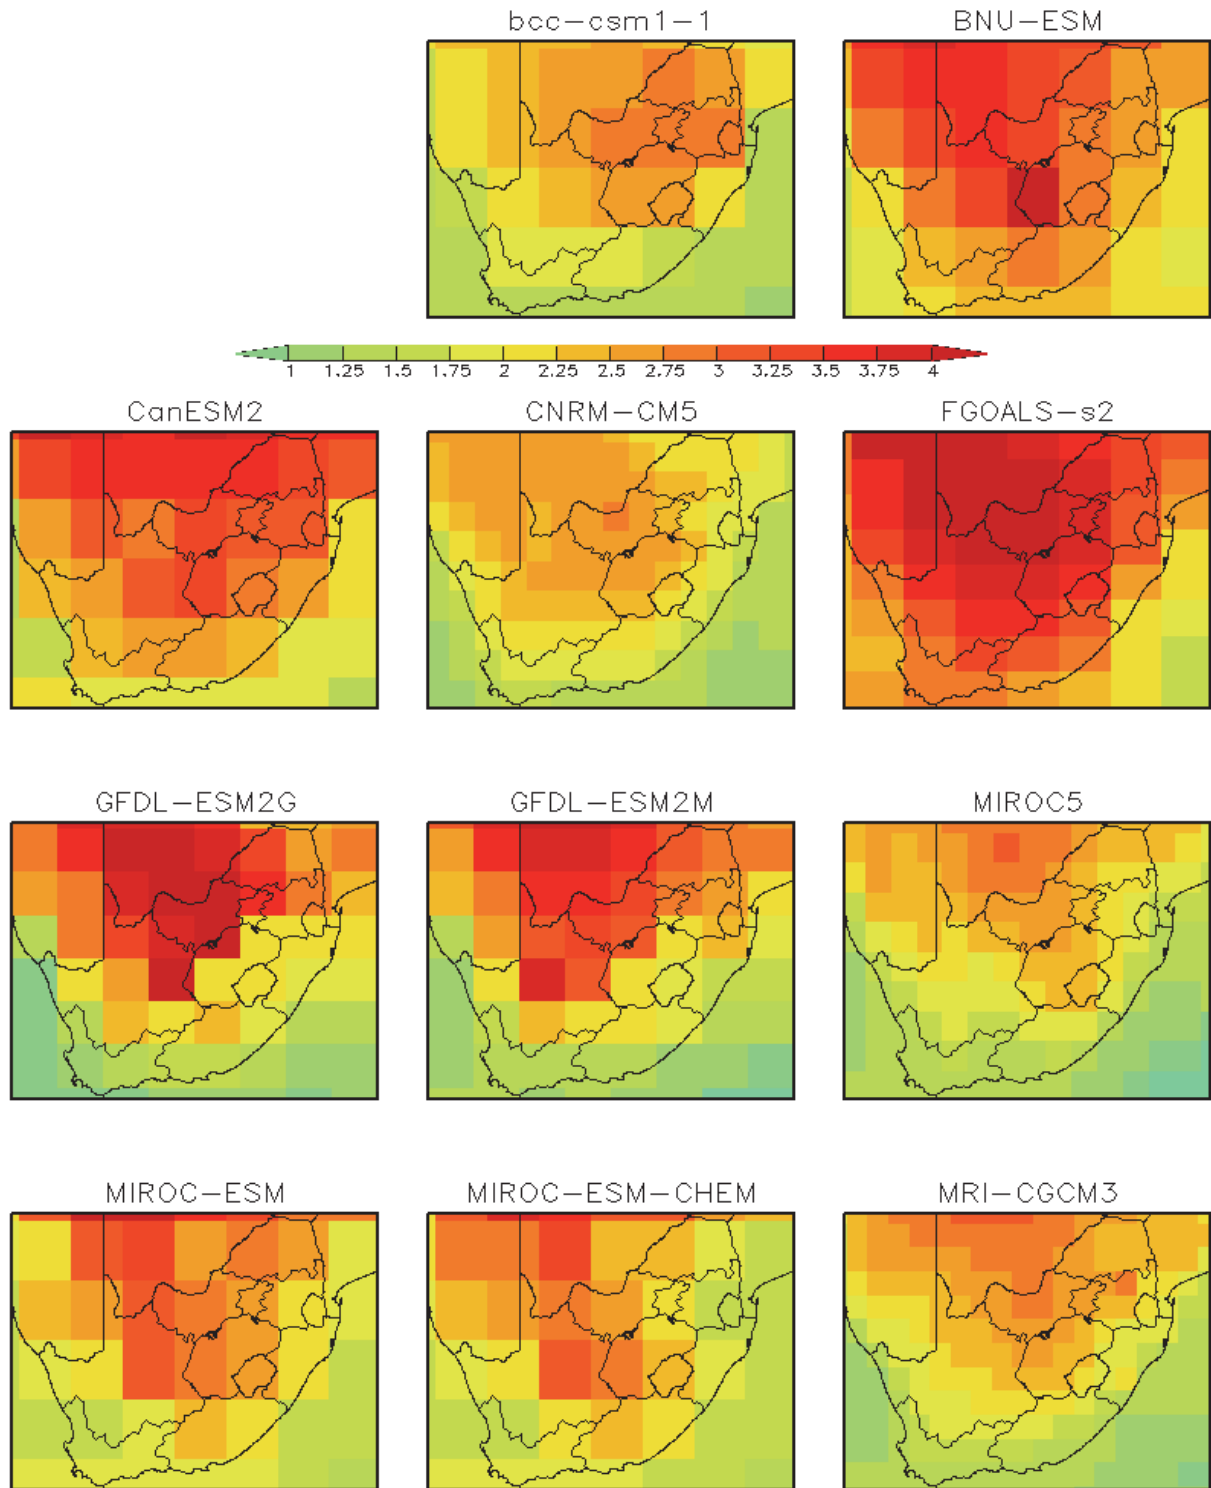 bcc-csm1-1 BNU-ESM
1 1.25 1.5 1.75 2 2.25 2.5 2.75 3 3.25 3.5 3.75 4
CanESM2 CNRM-CM5 FGOALS-s2
GFDL-ESM2G GFDL-ESM2M MIROC5
MIROC-ESM MIROC-ESM-CHEM MRI-CGCM3